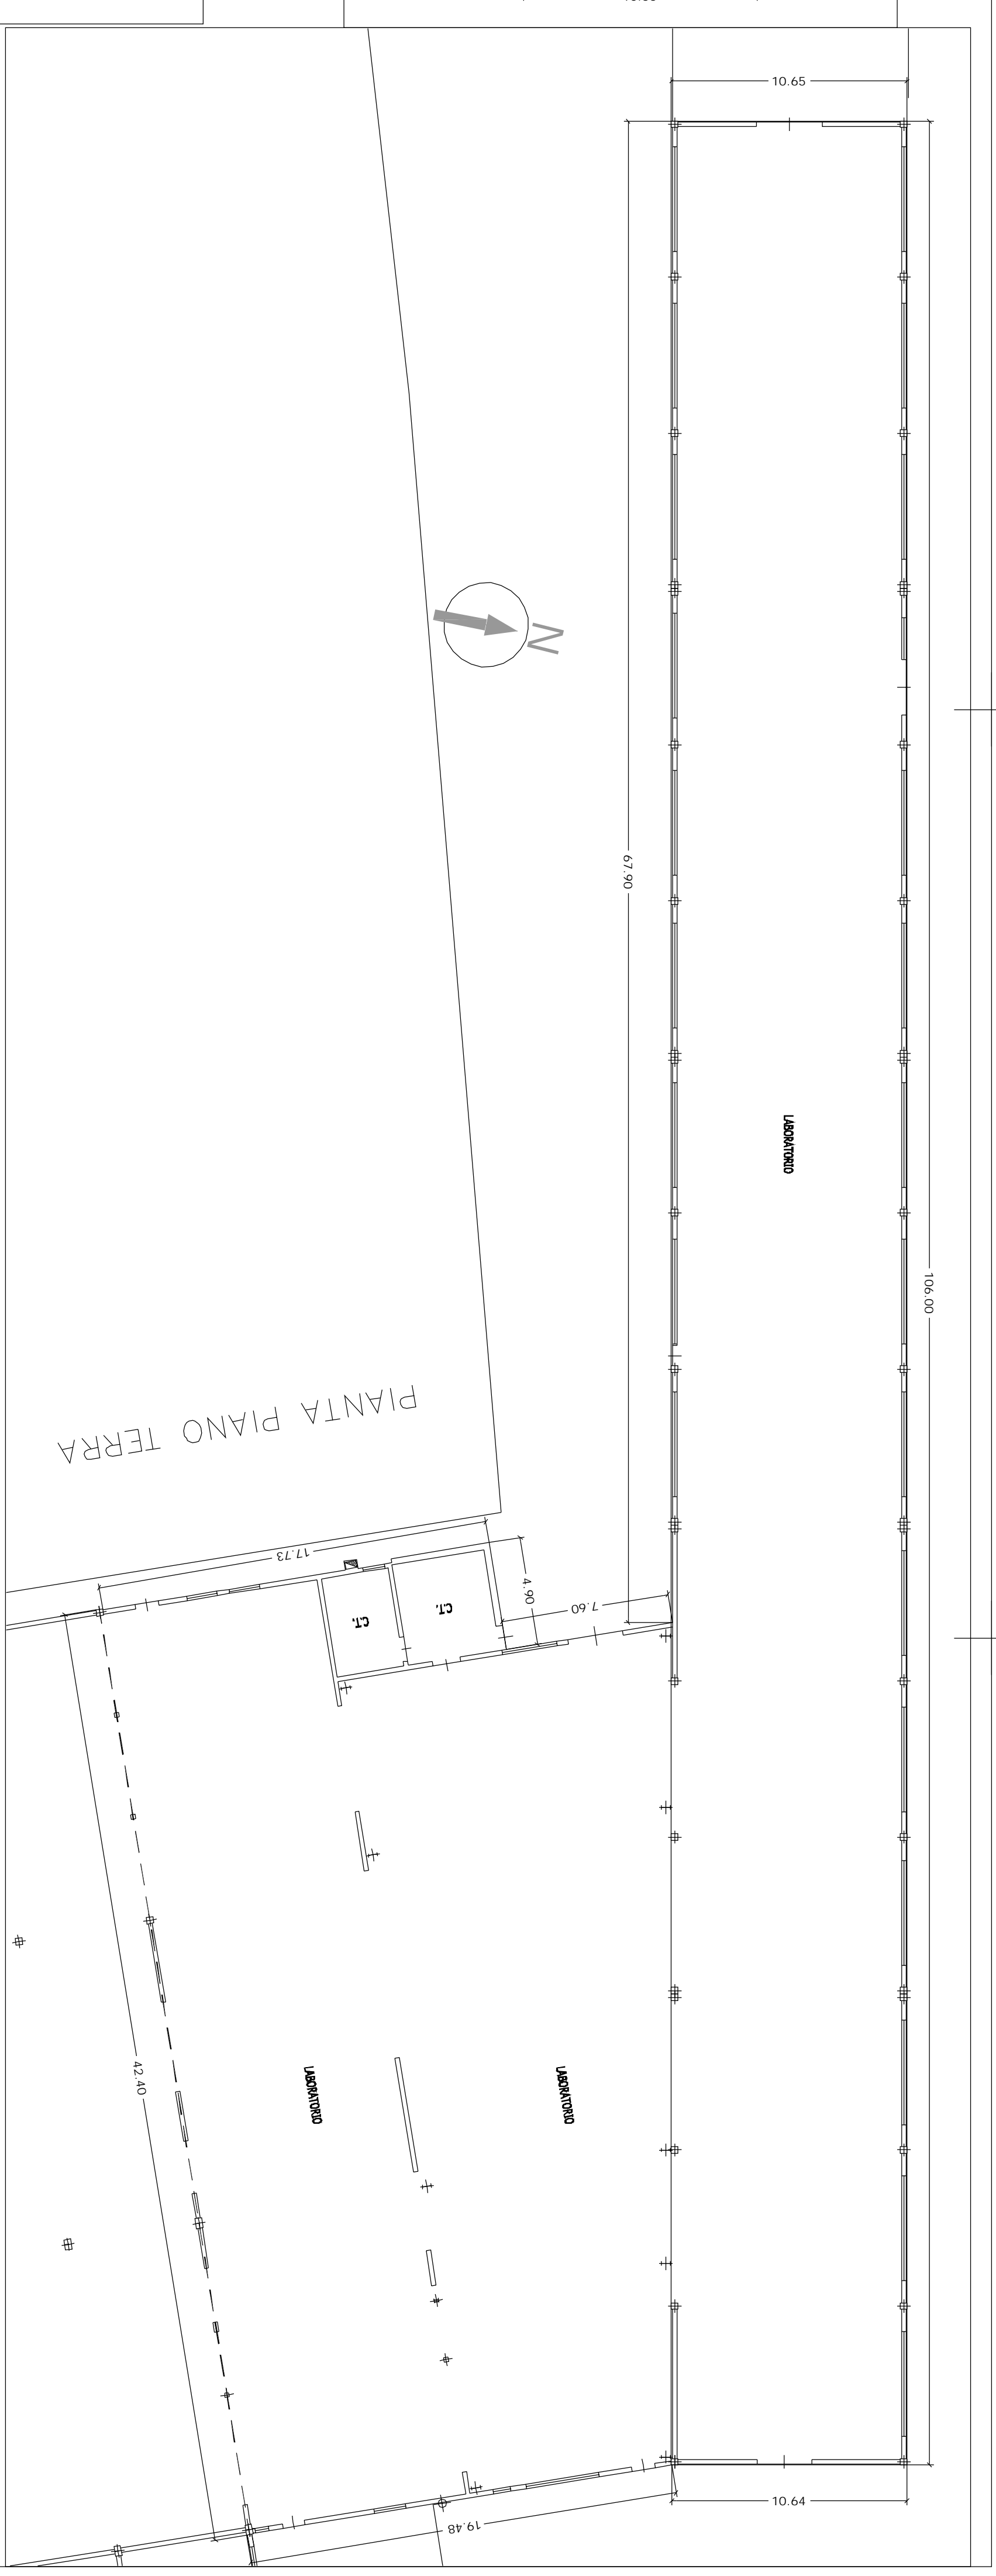 10.65
N
67.90
LABORATORIO
106.00
PIANTA PIANO TERRA
17.73
4.90
7.60
C.T.
C.T.
42.40
LABORATORIO
LABORATORIO
10.64
19.48